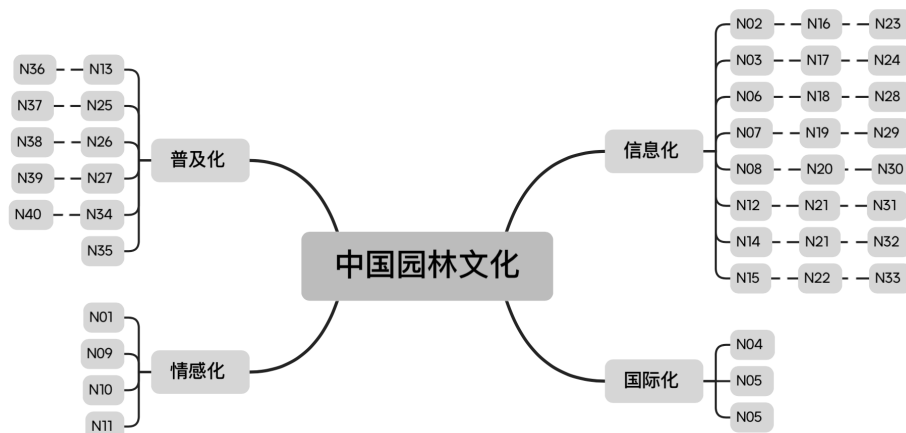 中国园林文化
普及化
N36 N13
N37 N25
N38 N26
N39 N27
N40 N34
N35
情感化
N01
N09
N10
N11
信息化
N02 N16 N23
N03 N17 N24
N06 N18 N28
N07 N19 N29
N08 N20 N30
N12 N21 N31
N14 N21 N32
N15 N22 N33
国际化
N04
N05
N05